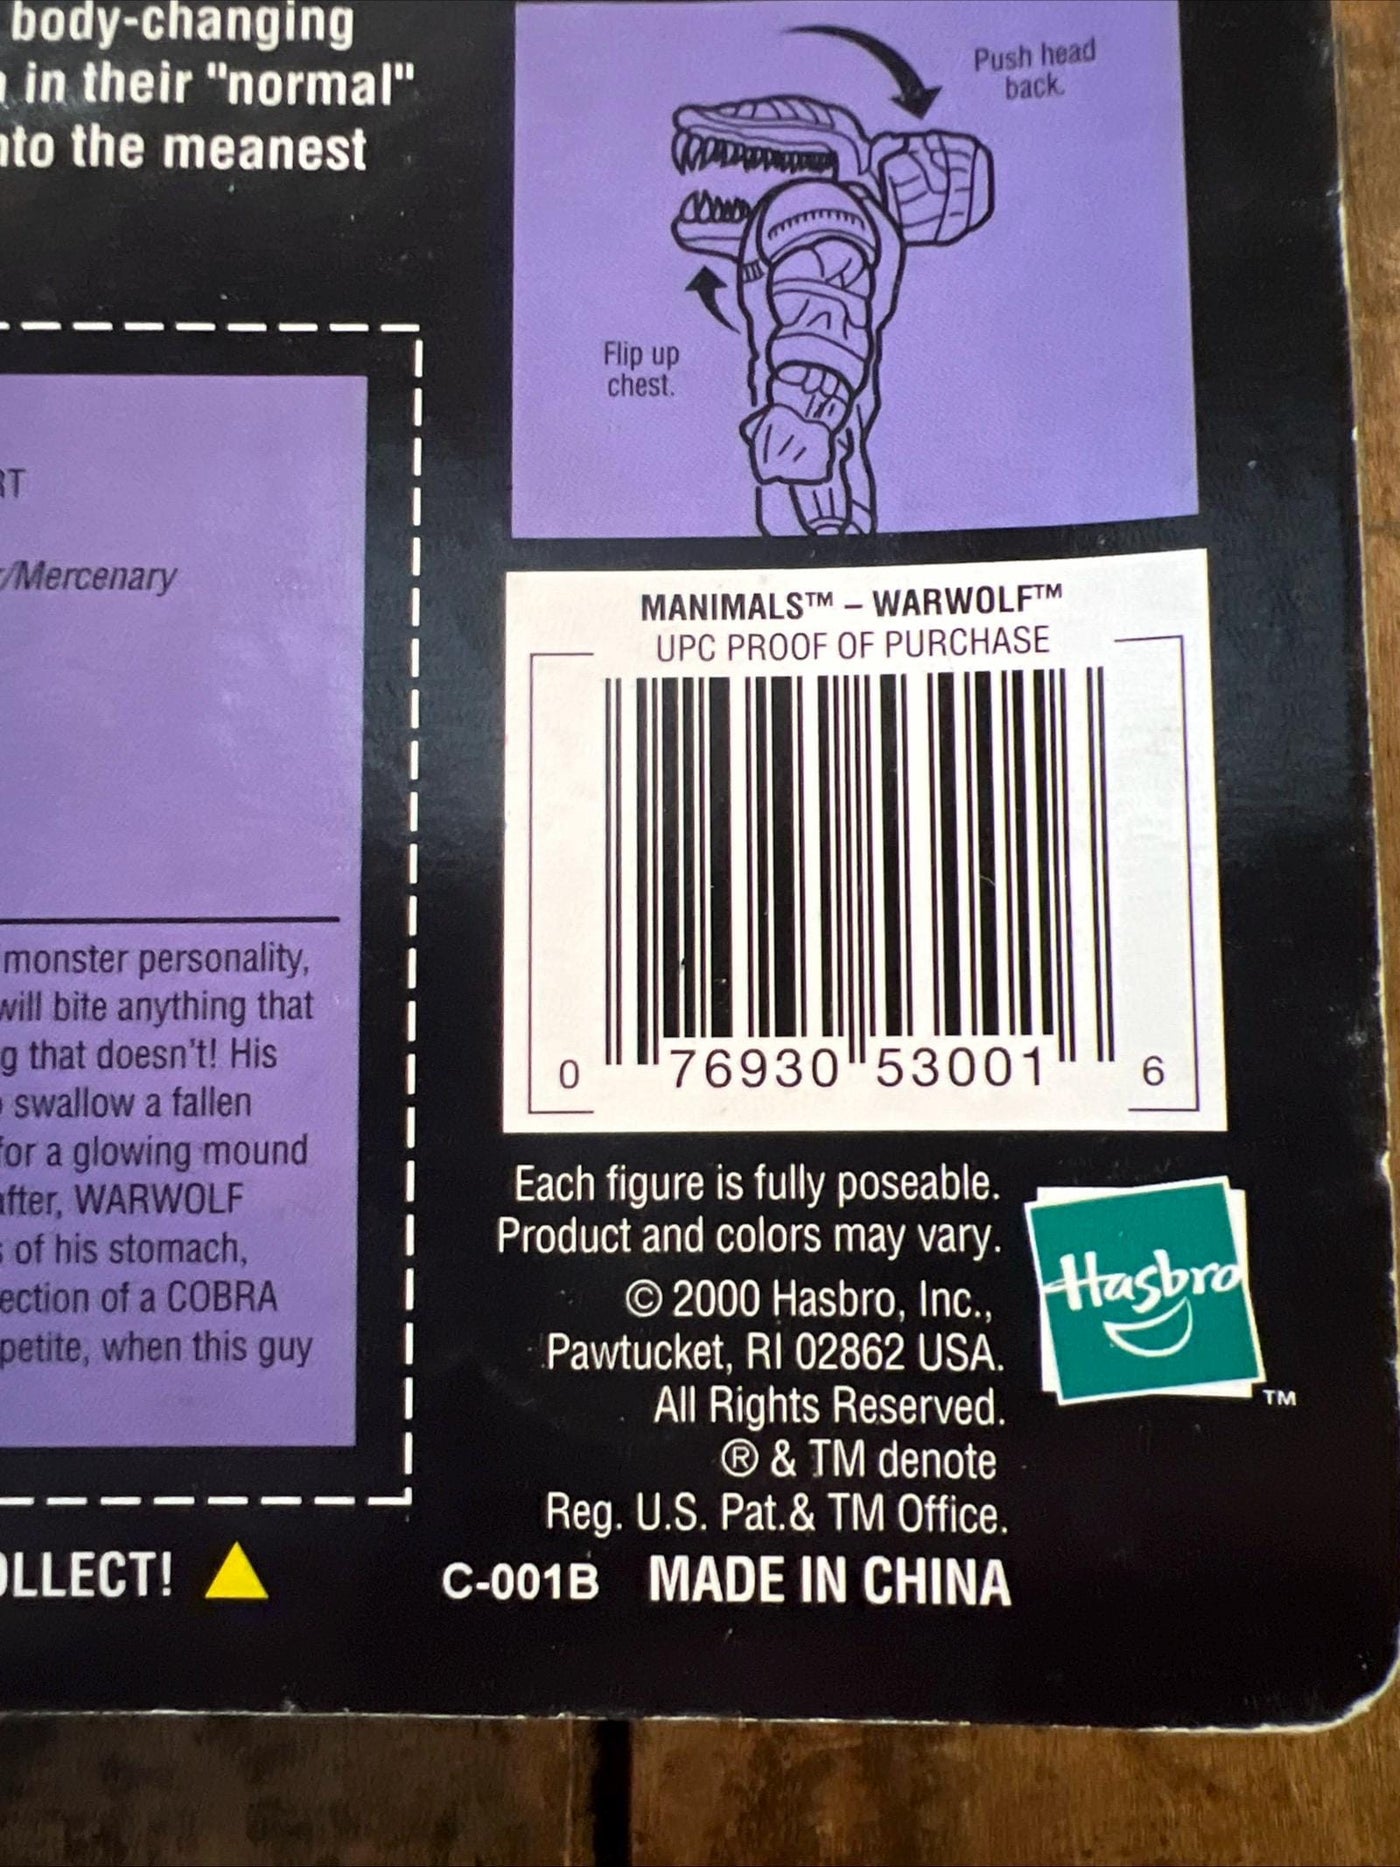 body-changing
in their "normal"
to the meanest
Push head
back.
Flip up
chest.
/Mercenary
monster personality,
will bite anything that
that doesn't! His
swallow a fallen
for a glowing mound
after, WARWOLF
of his stomach,
of a COBRA
when this guy
MANIMALS™ – WARWOLF™
UPC PROOF OF PURCHASE
0 76930 53001 6
Each figure is fully poseable.
Product and colors may vary.
© 2000 Hasbro, Inc.,
Pawtucket, RI 02862 USA.
All Rights Reserved.
® & TM denote
Reg. U.S. Pat.& TM Office.
Hasbro
TM
OLLECT!
C-001B MADE IN CHINA